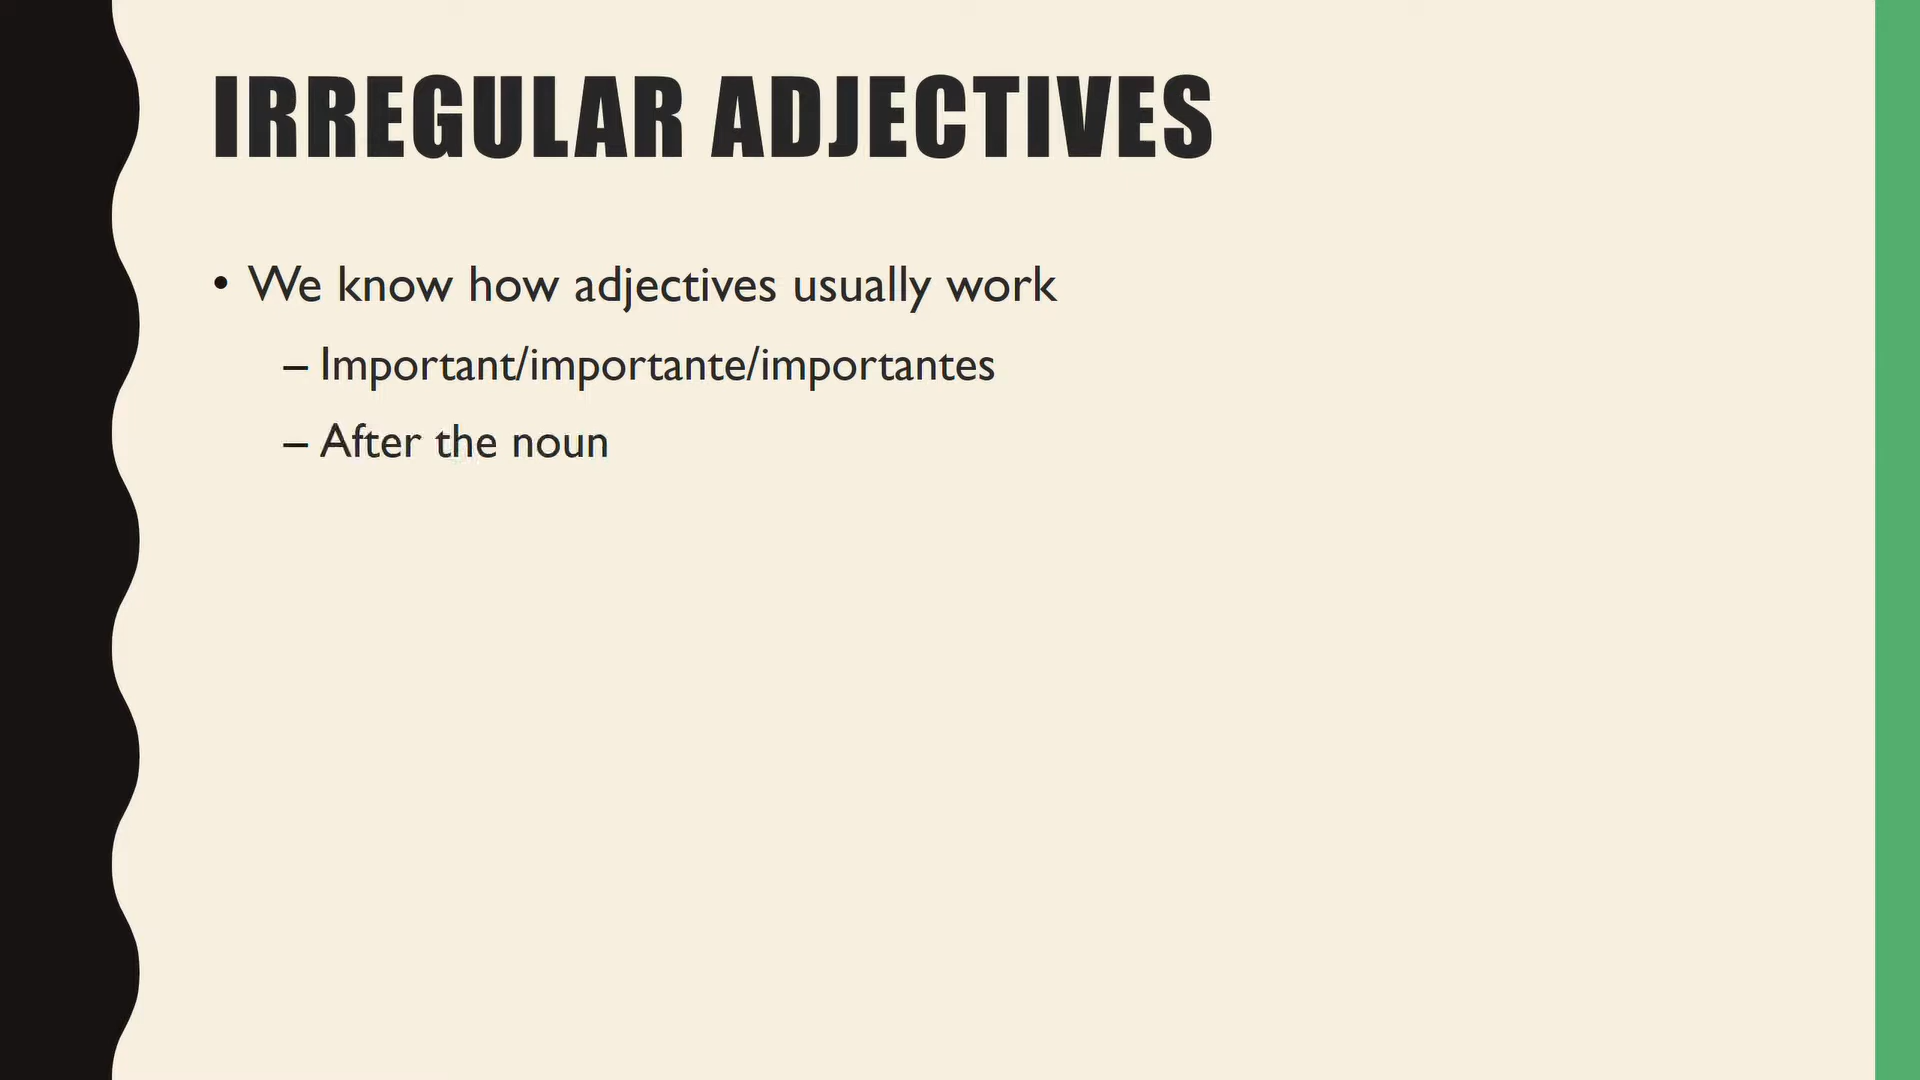 IRREGULAR ADJECTIVES
• We know how adjectives usually work
– Important/importante/importantes
– After the noun